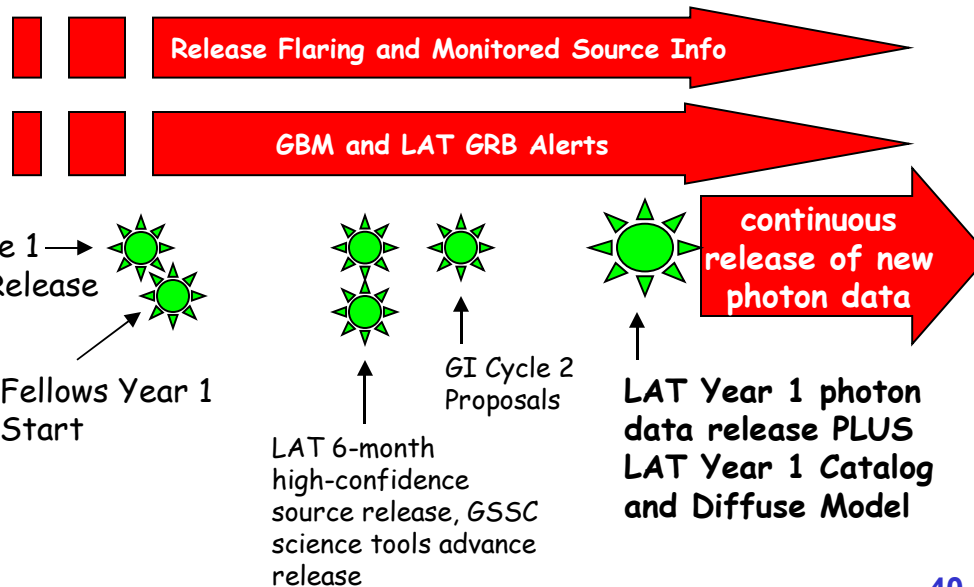 Release Flaring and Monitored Source Info
GBM and LAT GRB Alerts
continuous
release of new
photon data
e 1
Release
Fellows Year 1
Start
LAT 6-month
high-confidence
source release, GSSC
science tools advance
release
GI Cycle 2
Proposals
LAT Year 1 photon
data release PLUS
LAT Year 1 Catalog
and Diffuse Model